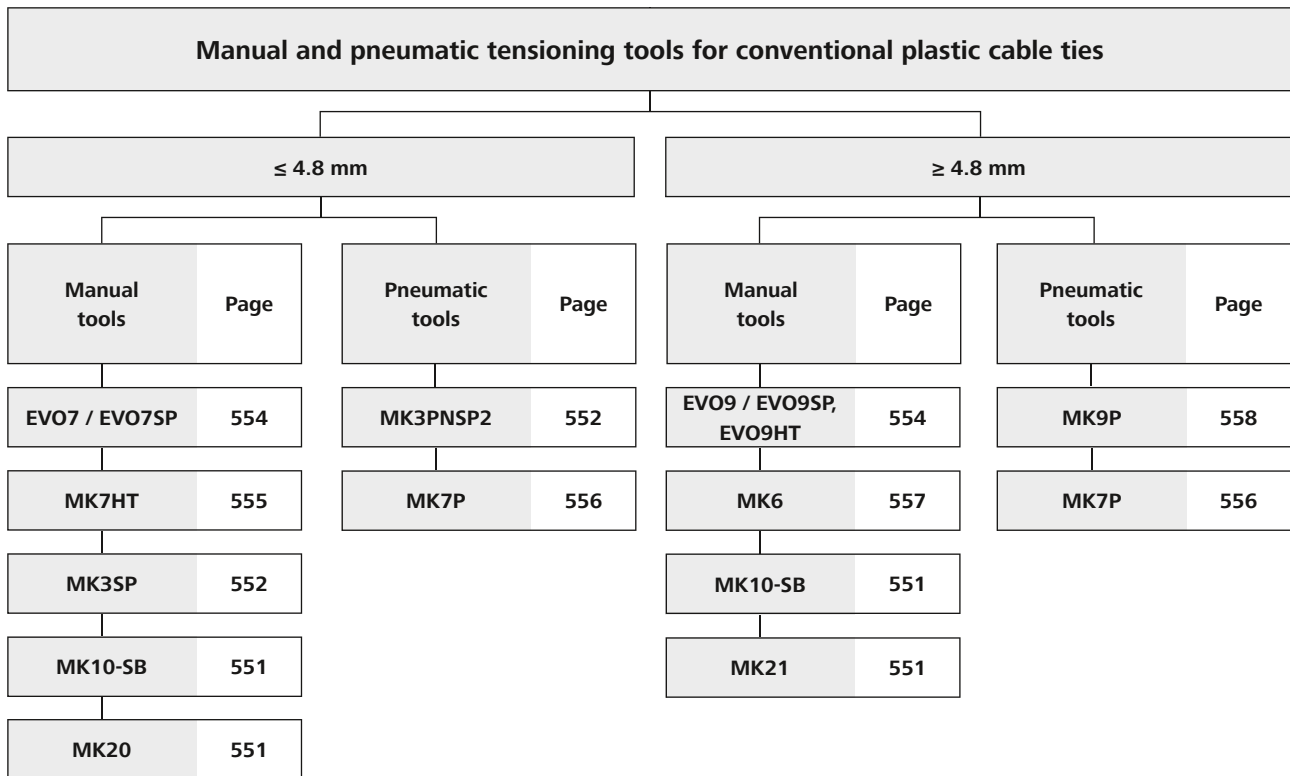 Manual and pneumatic tensioning tools for conventional plastic cable ties
≤ 4.8 mm
≥ 4.8 mm
Manual
tools
Page
Pneumatic
tools
Page
Manual
tools
Page
Pneumatic
tools
Page
EVO7 / EVO7SP
554
MK3PNSP2
552
EVO9 / EVO9SP,
EVO9HT
554
MK9P
558
MK7HT
555
MK7P
556
MK6
557
MK7P
556
MK3SP
552
MK10-SB
551
MK10-SB
551
MK21
551
MK20
551